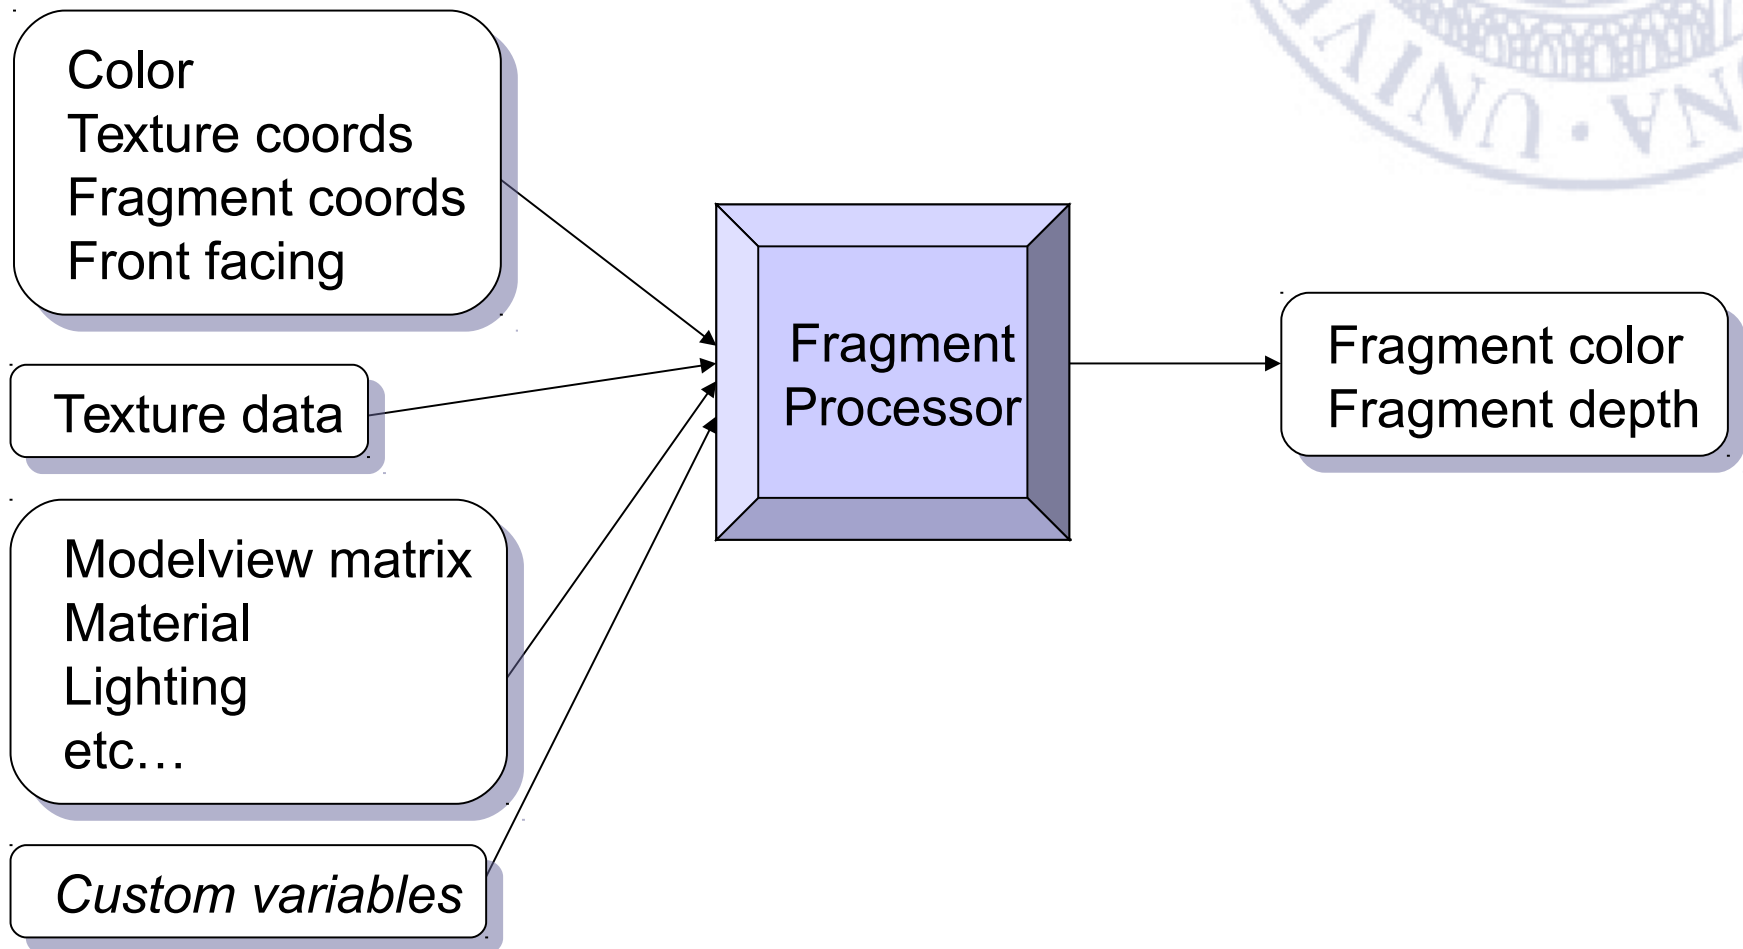 Color
Texture coords
Fragment coords
Front facing
Texture data
Modelview matrix
Material
Lighting
etc…
Custom variables
Fragment
Processor
Fragment color
Fragment depth